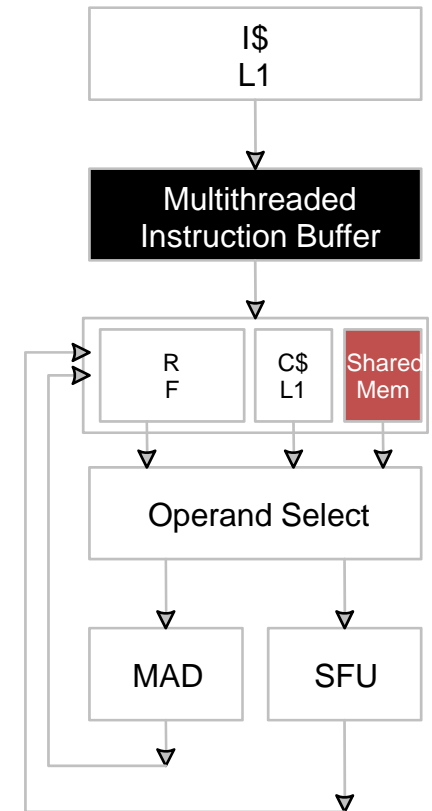 I$
L1
Multithreaded
Instruction Buffer
R
F
C$
L1
Shared
Mem
Operand Select
MAD
SFU